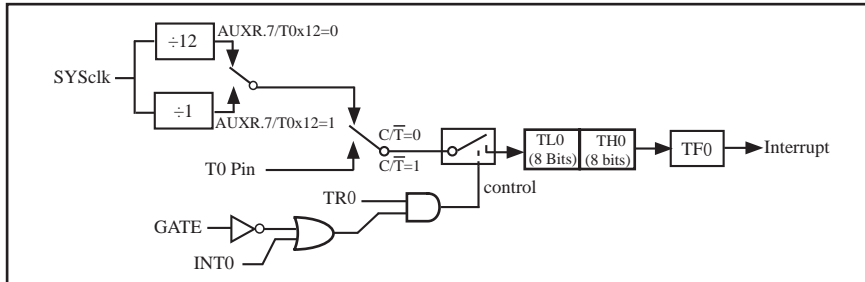 ÷12
AUXR.7/T0x12=0
SYSclk
÷1
AUXR.7/T0x12=1
C/T̅=0
C/T̅=1
T0 Pin
TL0
(8 Bits)
TH0
(8 bits)
TF0
Interrupt
control
TR0
GATE
INT0